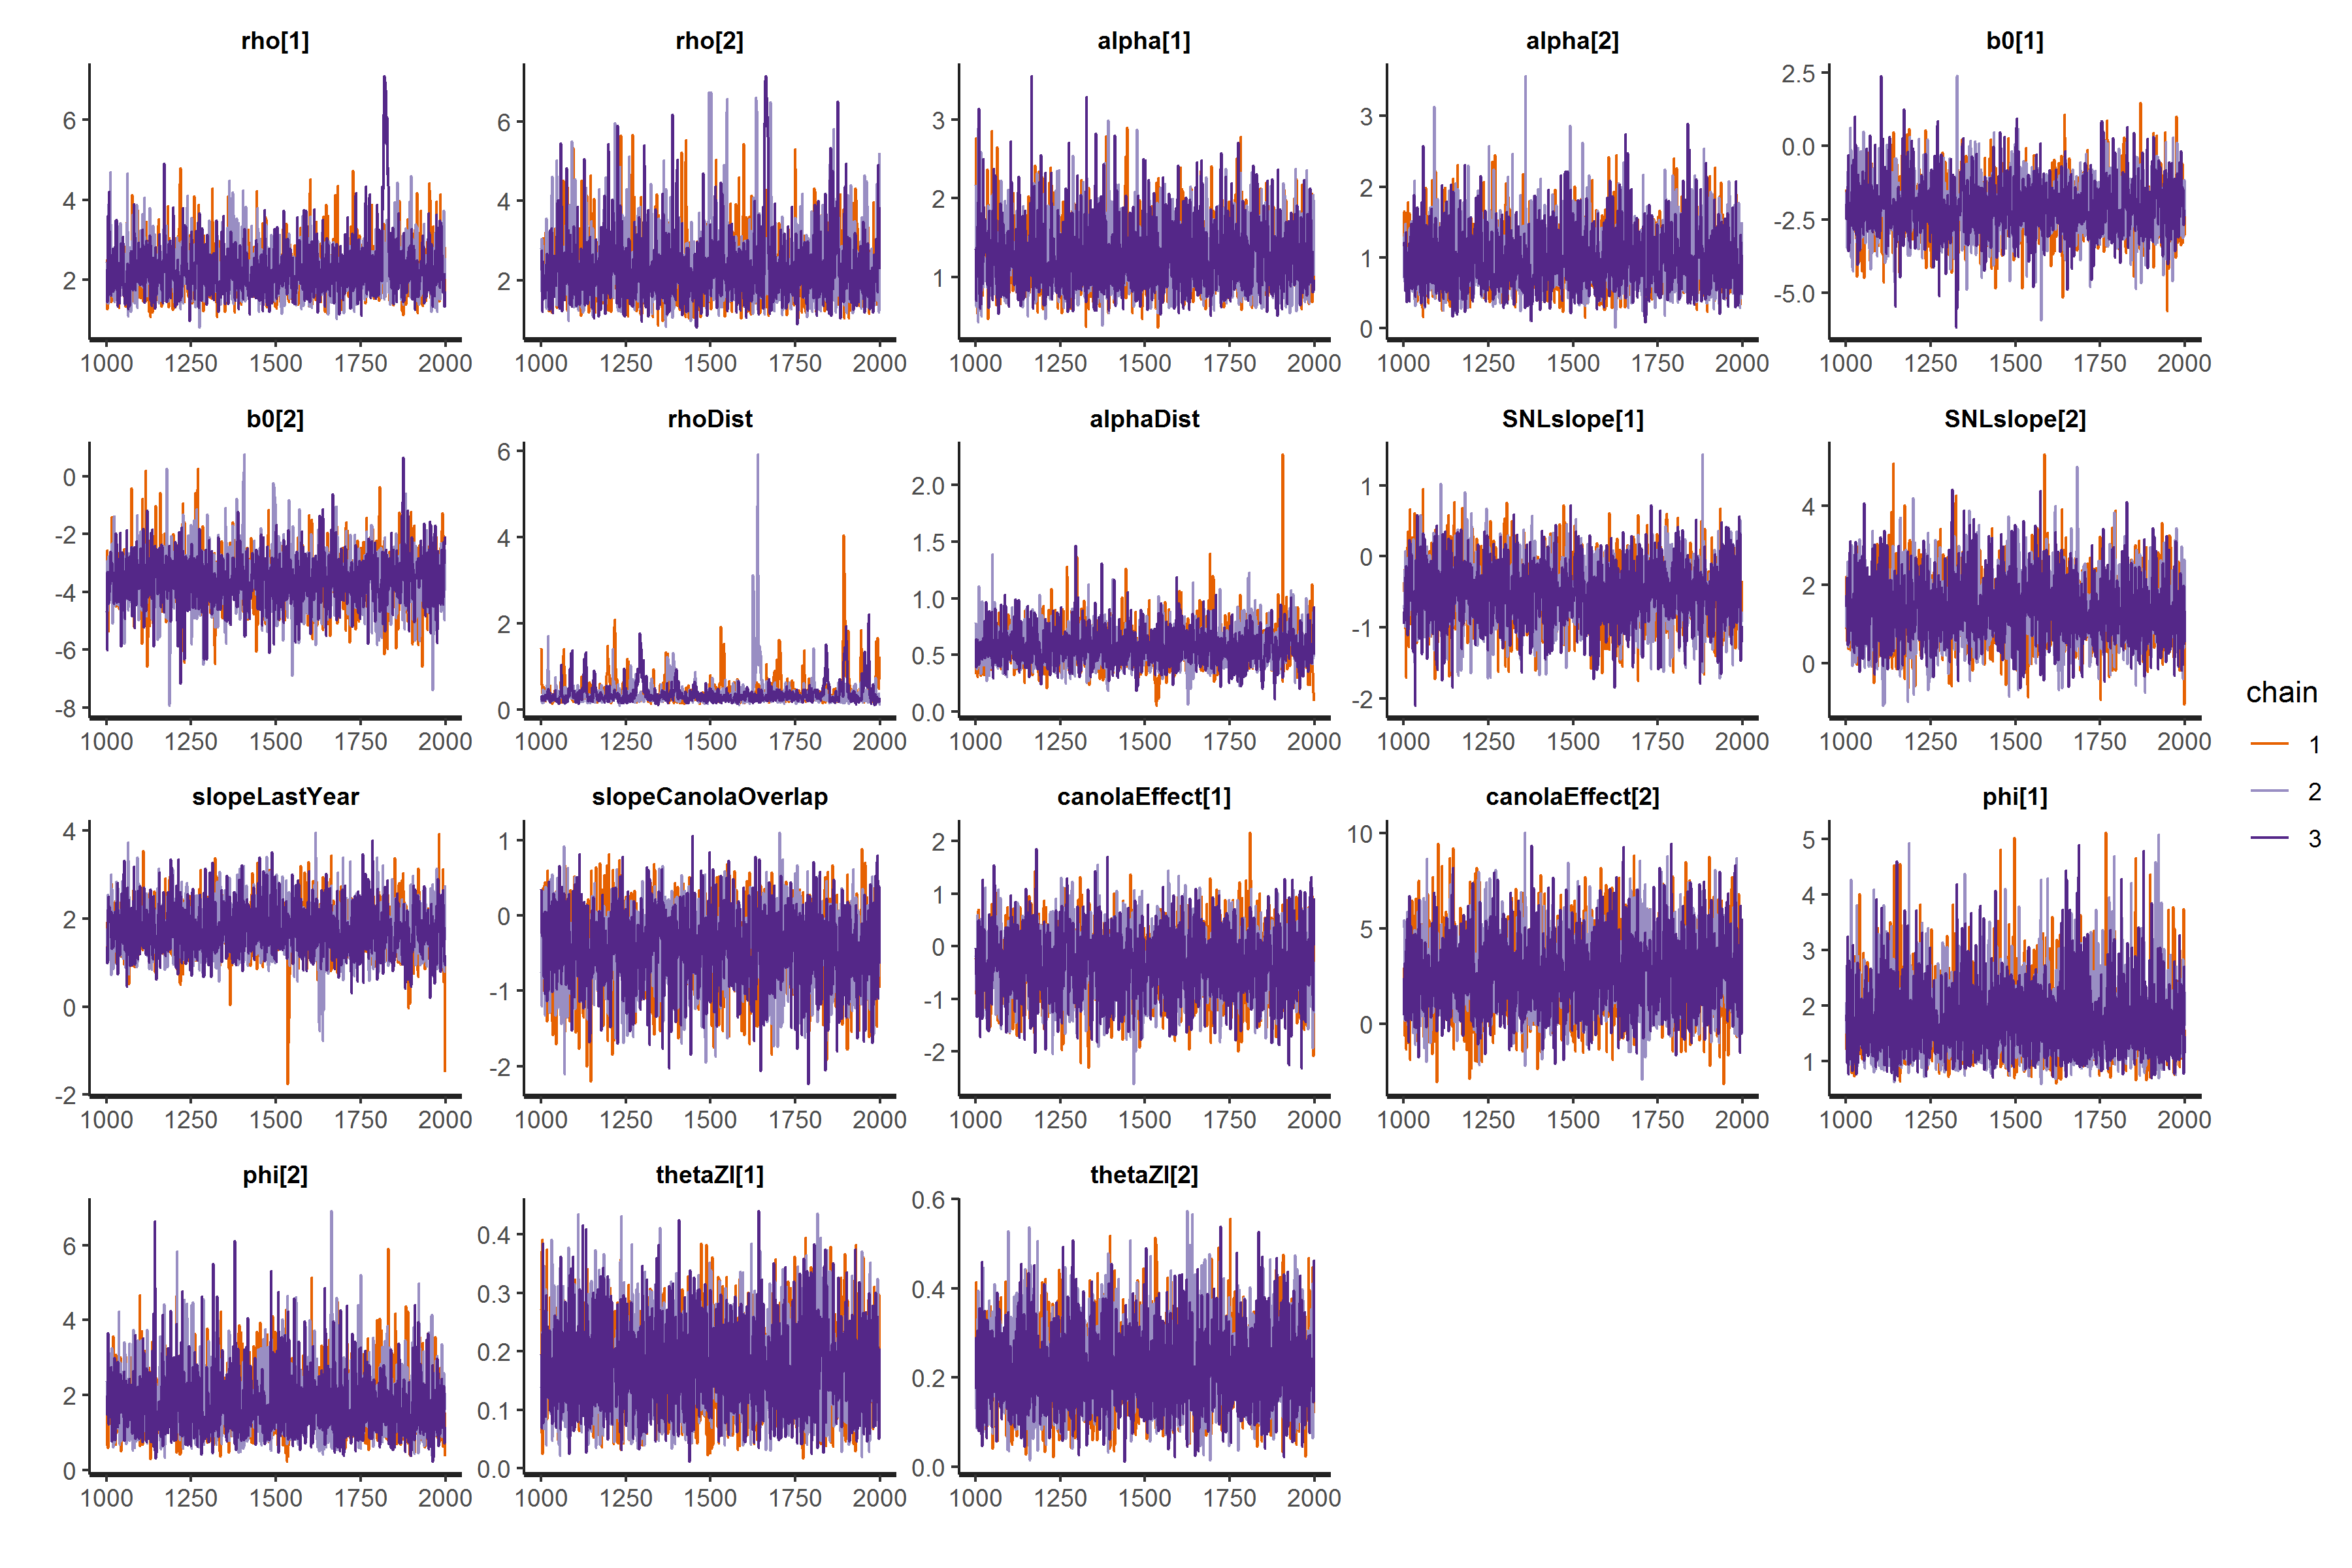 rho[1] rho[2] alpha[1] alpha[2] b0[1]
6 4 2
6 4 2
3 2 1
3 2 1 0
2.5 0.0 -2.5 -5.0
1000 1250 1500 1750 2000 1000 1250 1500 1750 2000 1000 1250 1500 1750 2000 1000 1250 1500 1750 2000 1000 1250 1500 1750 2000
b0[2] rhoDist alphaDist SNLslope[1] SNLslope[2]
0 -2 -4 -6 -8
6 4 2 0
2.0 1.5 1.0 0.5 0.0
1 0 -1 -2
4 2 0
1000 1250 1500 1750 2000 1000 1250 1500 1750 2000 1000 1250 1500 1750 2000 1000 1250 1500 1750 2000 1000 1250 1500 1750 2000
slopeLastYear slopeCanolaOverlap canolaEffect[1] canolaEffect[2] phi[1]
4 2 0 -2
1 0 -1 -2
2 1 0 -1 -2
10 5 0
5 4 3 2 1
1000 1250 1500 1750 2000 1000 1250 1500 1750 2000 1000 1250 1500 1750 2000 1000 1250 1500 1750 2000 1000 1250 1500 1750 2000
phi[2] thetaZI[1] thetaZI[2]
6 4 2 0
0.4 0.3 0.2 0.1 0.0
0.6 0.4 0.2 0.0
1000 1250 1500 1750 2000 1000 1250 1500 1750 2000 1000 1250 1500 1750 2000
chain
1
2
3